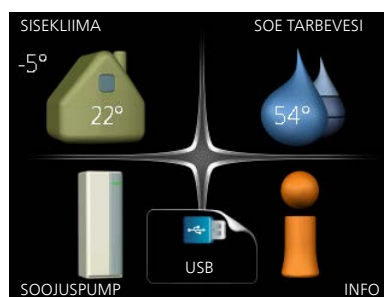 SISEKLIIMA
SOE TARBEVESI
-5°
22°
54°
USB
SOOJUSPUMP
INFO